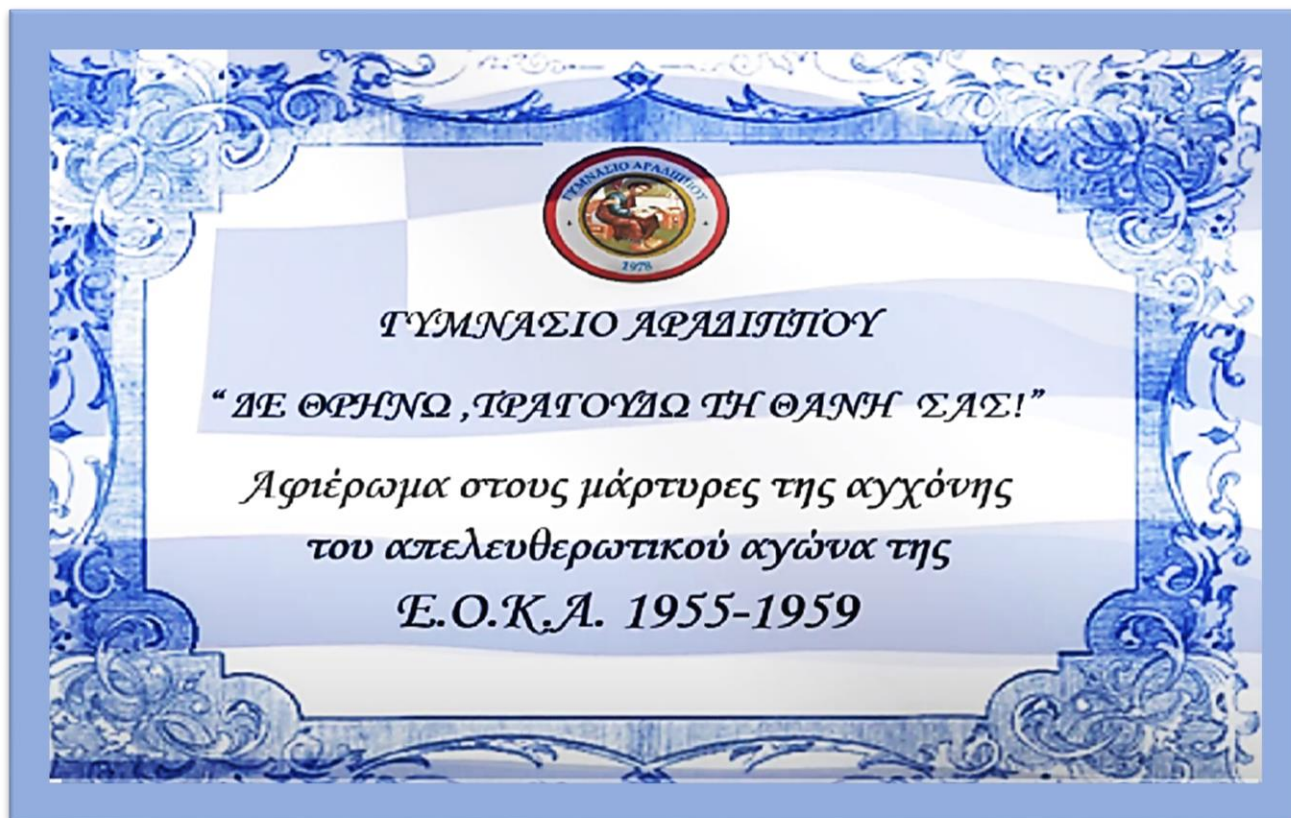 ΓΥΜΝΑΣΙΟ ΑΡΑΔΙΠΠΟΥ
1978
ΓΥΜΝΑΣΙΟ ΑΡΑΔΙΠΠΟΥ
“ ΔΕ ΘΡΗΝΩ ,ΤΡΑΓΟΥΔΩ ΤΗ ΘΑΝΗ ΣΑΣ!”
Αφιέρωμα στους μάρτυρες της αγχόνης
του απελευθερωτικού αγώνα της
Ε.Ο.Κ.Α. 1955-1959